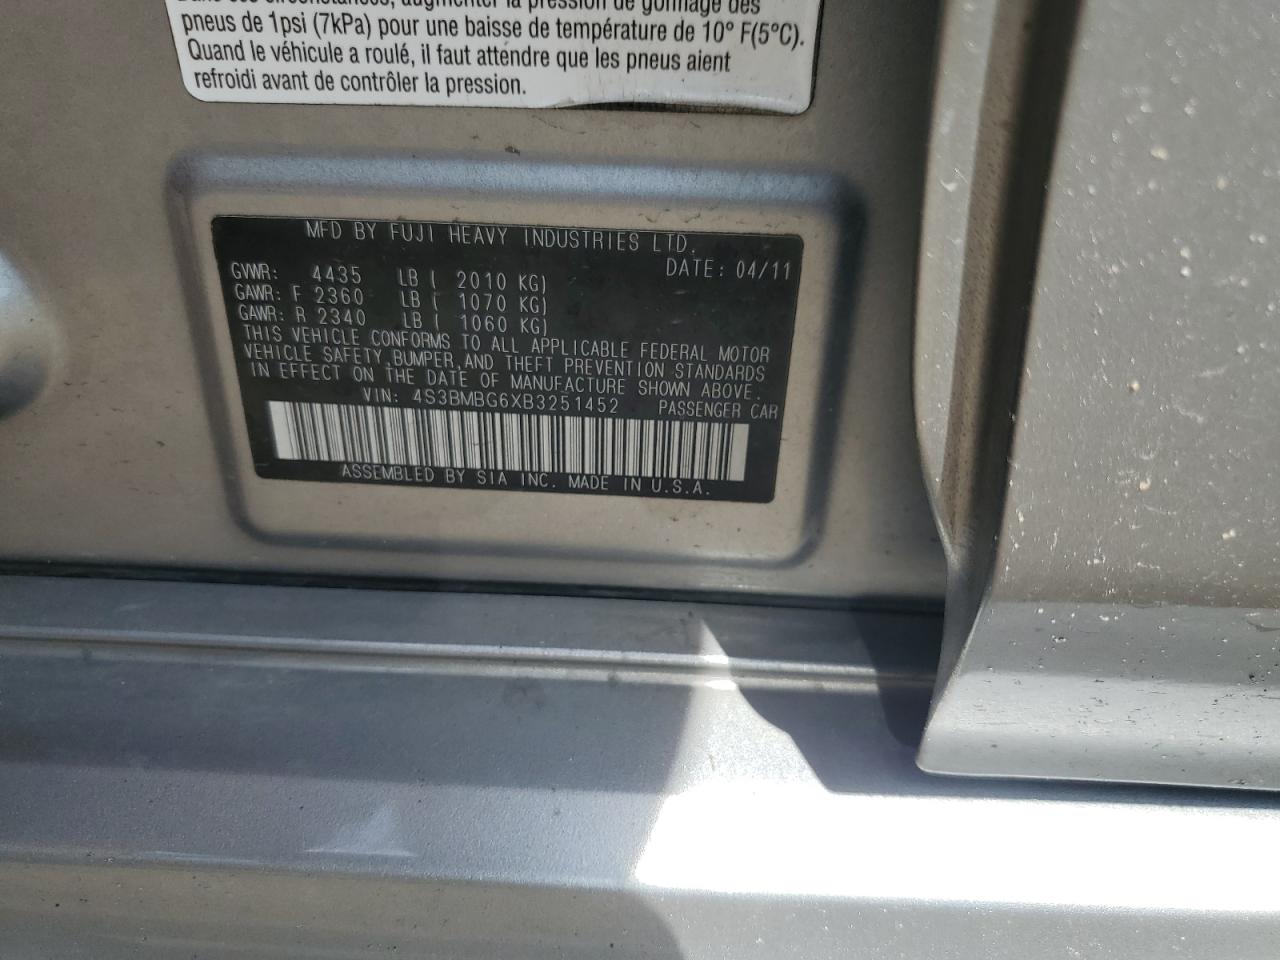 pneus de 1psi (7kPa) pour une baisse de température de 10° F(5°C).
Quand le véhicule a roulé, il faut attendre que les pneus aient
refroidi avant de contrôler la pression.
MFD BY FUJI HEAVY INDUSTRIES LTD.
DATE: 04/11
GVWR: 4435 LB ( 2010 KG)
GAWR: F 2360 LB ( 1070 KG)
GAWR: R 2340 LB ( 1060 KG)
THIS VEHICLE CONFORMS TO ALL APPLICABLE FEDERAL MOTOR
VEHICLE SAFETY, BUMPER, AND THEFT PREVENTION STANDARDS
IN EFFECT ON THE DATE OF MANUFACTURE SHOWN ABOVE.
VIN: 4S3BMBG6XB3251452 PASSENGER CAR
ASSEMBLED BY SIA INC. MADE IN U.S.A.